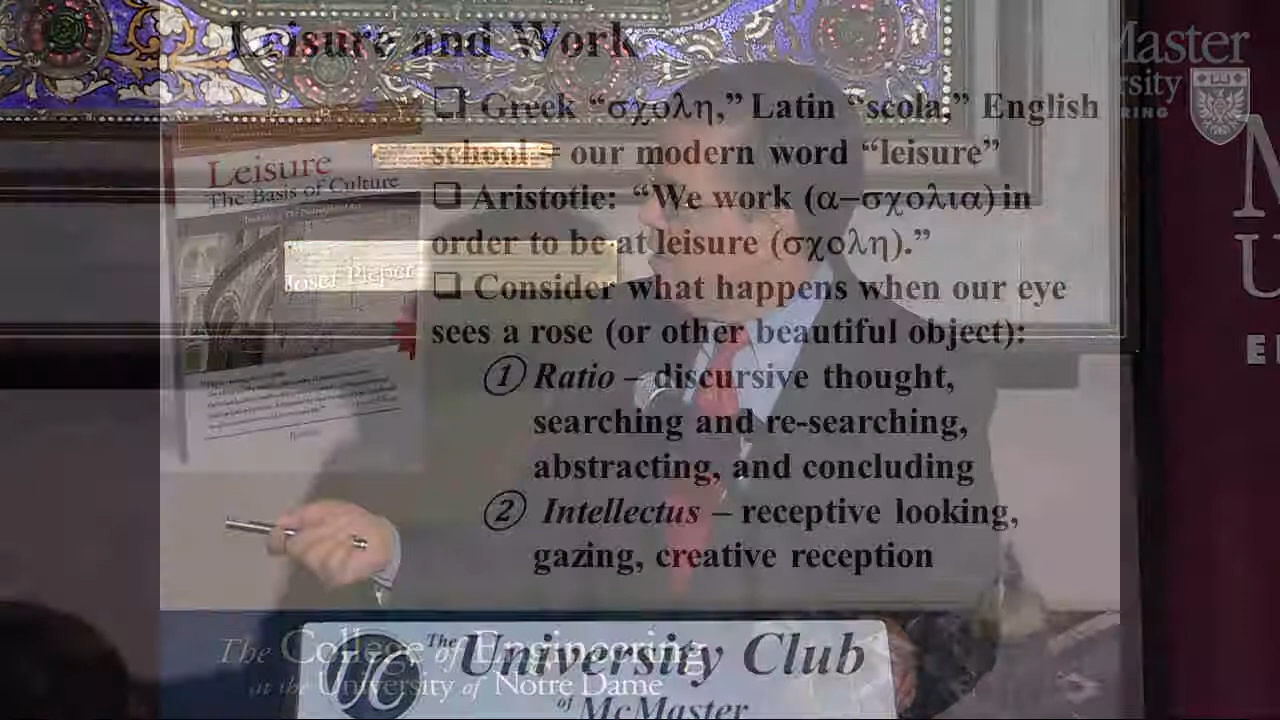 Leisure and Work
Master
University
ENGINEERING
❑ Greek “σχολη,” Latin “scola,” English
school = our modern word “leisure”
❑ Aristotle: “We work (α–σχολια) in
order to be at leisure (σχολη).”
❑ Consider what happens when our eye
sees a rose (or other beautiful object):
① Ratio – discursive thought,
searching and re-searching,
abstracting, and concluding
② Intellectus – receptive looking,
gazing, creative reception
Leisure
The Basis of Culture
Josef Pieper
The College of Engineering
at the University of Notre Dame
The University Club
of McMaster